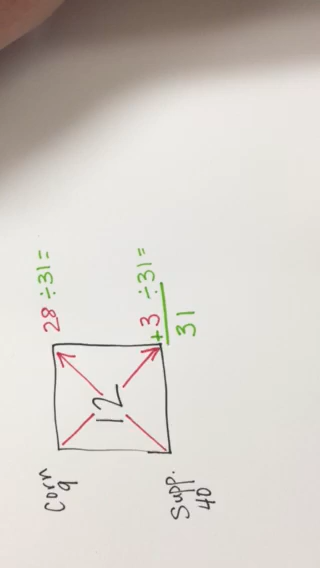 Corn
9
28 ÷ 31 =
12
Supp.
40
+ 3 ÷ 31 =
31